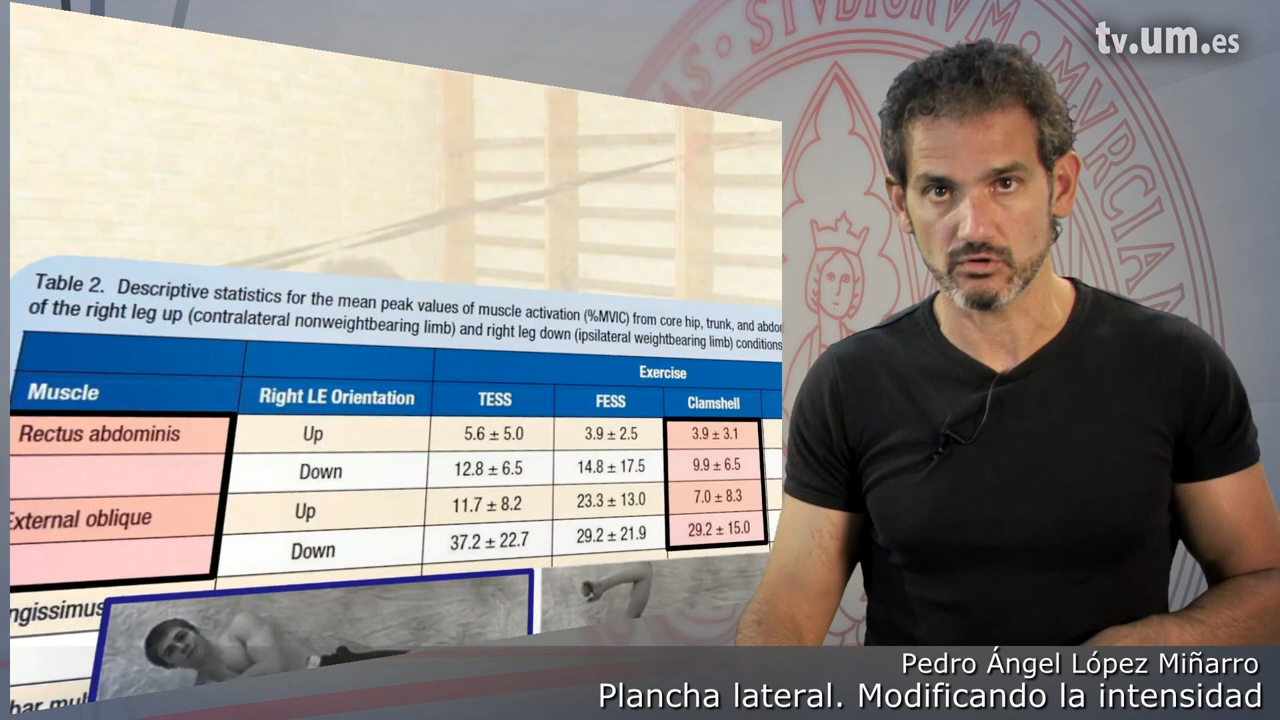 tv.um.es
STVDIORVM · MVRCIAN
Table 2. Descriptive statistics for the mean peak values of muscle activation (%MVIC) from core hip, trunk, and
of the right leg up (contralateral nonweightbearing limb) and right leg down (ipsilateral weightbearing limb) conditions
Exercise
Muscle Right LE Orientation TESS FESS Clamshell
Rectus abdominis Up 5.6 ± 5.0 3.9 ± 2.5 3.9 ± 3.1
Down 12.8 ± 6.5 14.8 ± 17.5 9.9 ± 6.5
External oblique Up 11.7 ± 8.2 23.3 ± 13.0 7.0 ± 8.3
Down 37.2 ± 22.7 29.2 ± 21.9 29.2 ± 15.0
ngissimus
bar mul
Pedro Ángel López Miñarro
Plancha lateral. Modificando la intensidad